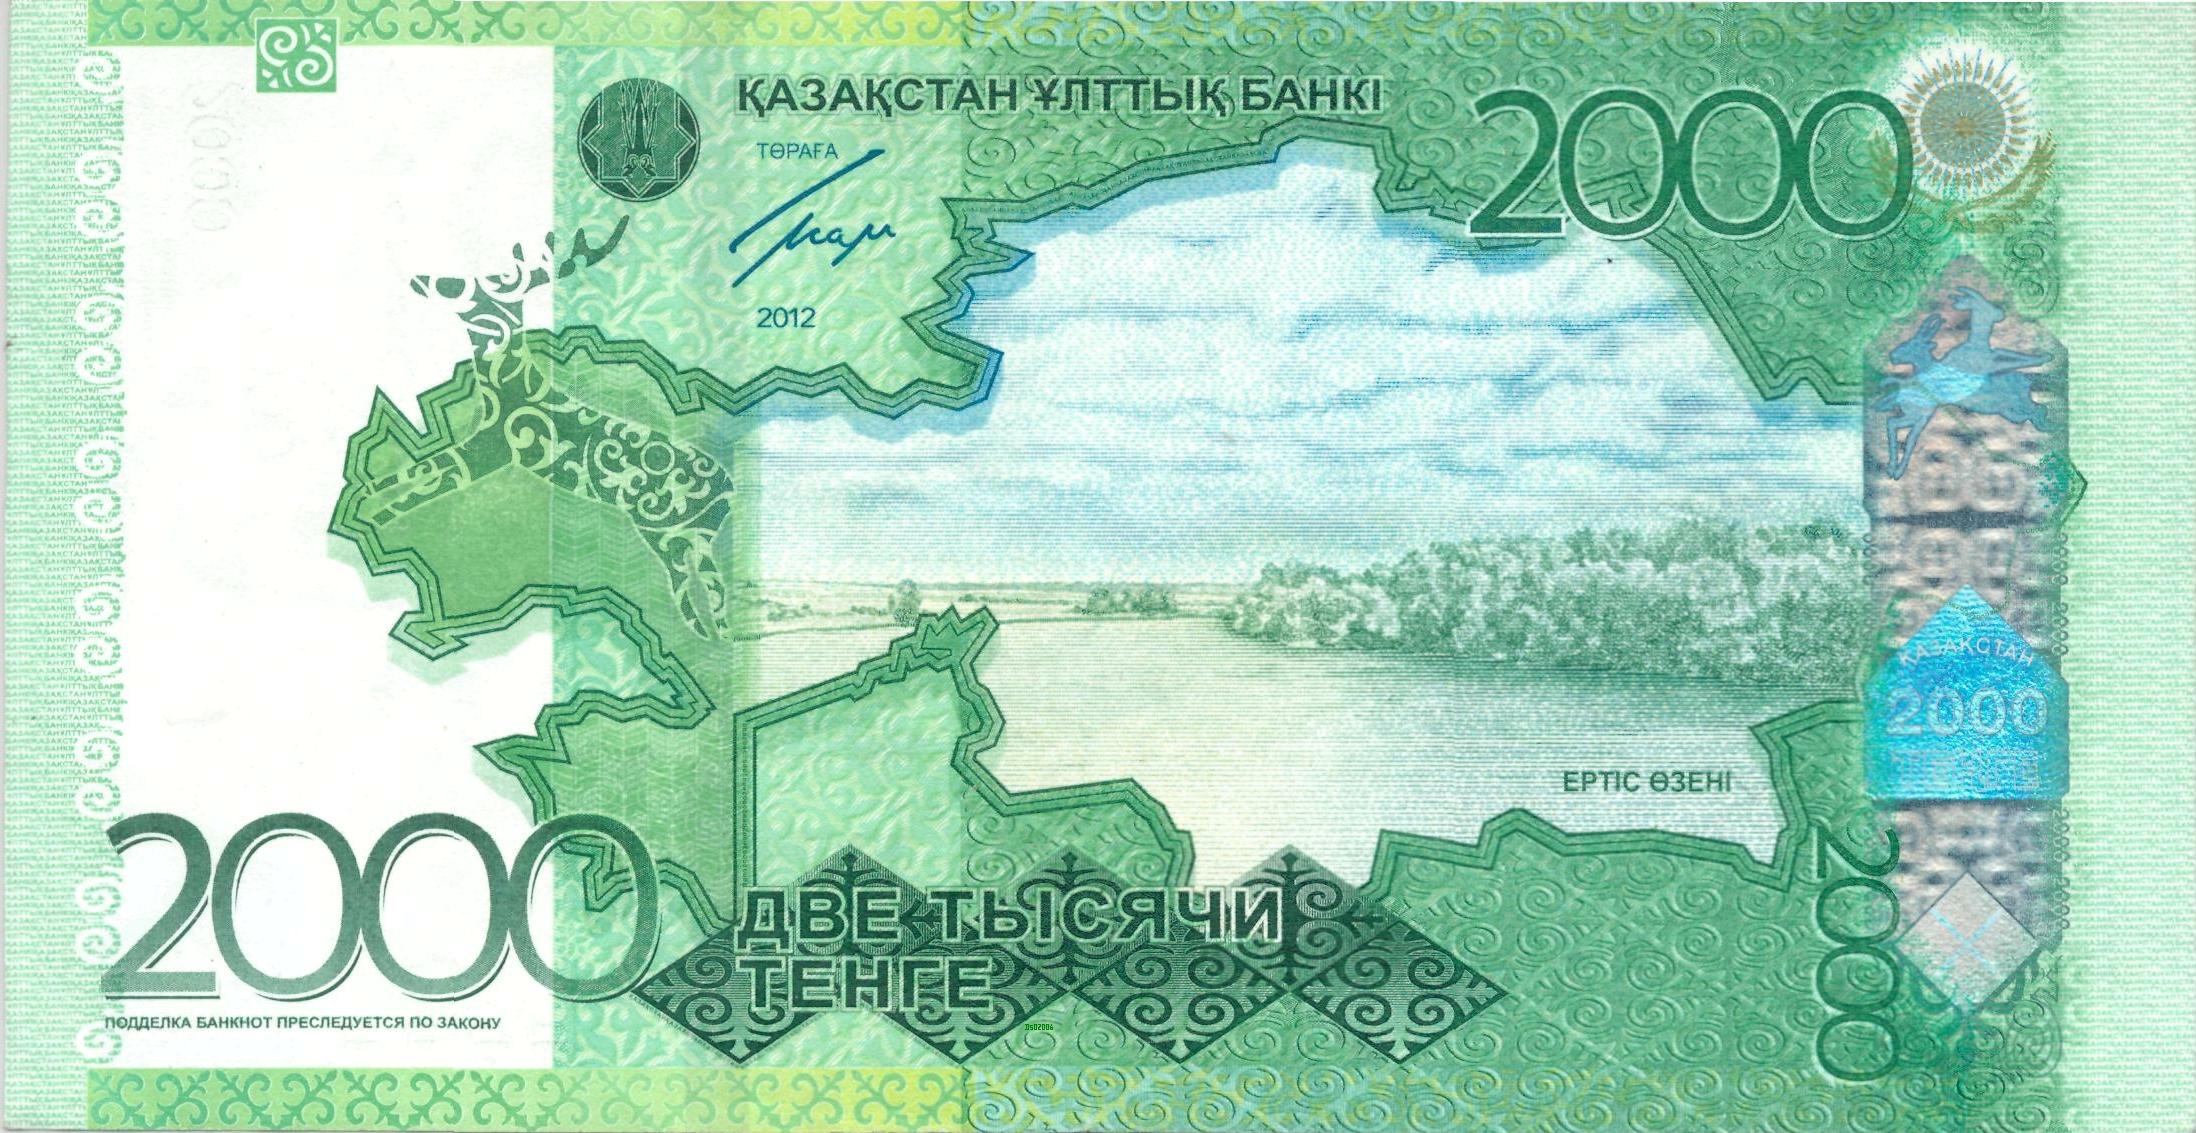 ҚАЗАҚСТАН ҰЛТТЫҚ БАНКІ
2000
ТӨРАҒА
2012
ҚАЗАҚСТАН
2000
ЕРТІС ӨЗЕНІ
2000
2000
ДВЕ ТЫСЯЧИ
ТЕНГЕ
ПОДДЕЛКА БАНКНОТ ПРЕСЛЕДУЕТСЯ ПО ЗАКОНУ
DsO2006